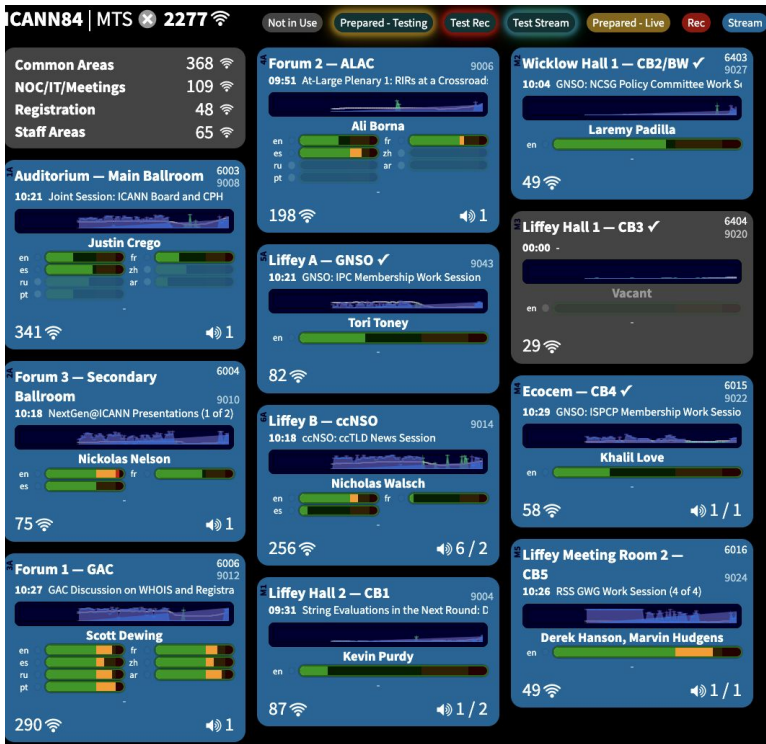 ICANN84 | MTS 2277
Not in Use
Prepared - Testing
Test Rec
Test Stream
Prepared - Live
Rec
Stream
Common Areas 368
NOC/IT/Meetings 109
Registration 48
Staff Areas 65
1A
Auditorium — Main Ballroom 6003
9008
10:21 Joint Session: ICANN Board and CPH
Justin Crego
en fr
es zh
ru ar
pt
-
341 1
2A
Forum 3 — Secondary 6004
Ballroom 9010
10:18 NextGen@ICANN Presentations (1 of 2)
Nickolas Nelson
en fr
es
-
75 1
3A
Forum 1 — GAC 6006
9012
10:27 GAC Discussion on WHOIS and Registra
Scott Dewing
en fr
es zh
ru ar
pt
-
290 1
4A
Forum 2 — ALAC 9006
09:51 At-Large Plenary 1: RIRs at a Crossroad:
Ali Borna
en fr
es zh
ru ar
pt
-
198 1
5A
Liffey A — GNSO ✓ 9043
10:21 GNSO: IPC Membership Work Session
Tori Toney
en
-
82
6A
Liffey B — ccNSO 9014
10:18 ccNSO: ccTLD News Session
Nicholas Walsch
en fr
es
-
256 6 / 2
M1
Liffey Hall 2 — CB1 9004
09:31 String Evaluations in the Next Round: D
Kevin Purdy
en
-
87 1 / 2
M2
Wicklow Hall 1 — CB2/BW ✓ 6403
9027
10:04 GNSO: NCSG Policy Committee Work Se
Laremy Padilla
en
-
49
M3
Liffey Hall 1 — CB3 ✓ 6404
9020
00:00 -
Vacant
en
-
29
M4
Ecocem — CB4 ✓ 6015
9022
10:29 GNSO: ISPCP Membership Work Sessio
Khalil Love
en
-
58 1 / 1
M5
Liffey Meeting Room 2 — 6016
CB5 9024
10:26 RSS GWG Work Session (4 of 4)
Derek Hanson, Marvin Hudgens
en
-
49 1 / 1